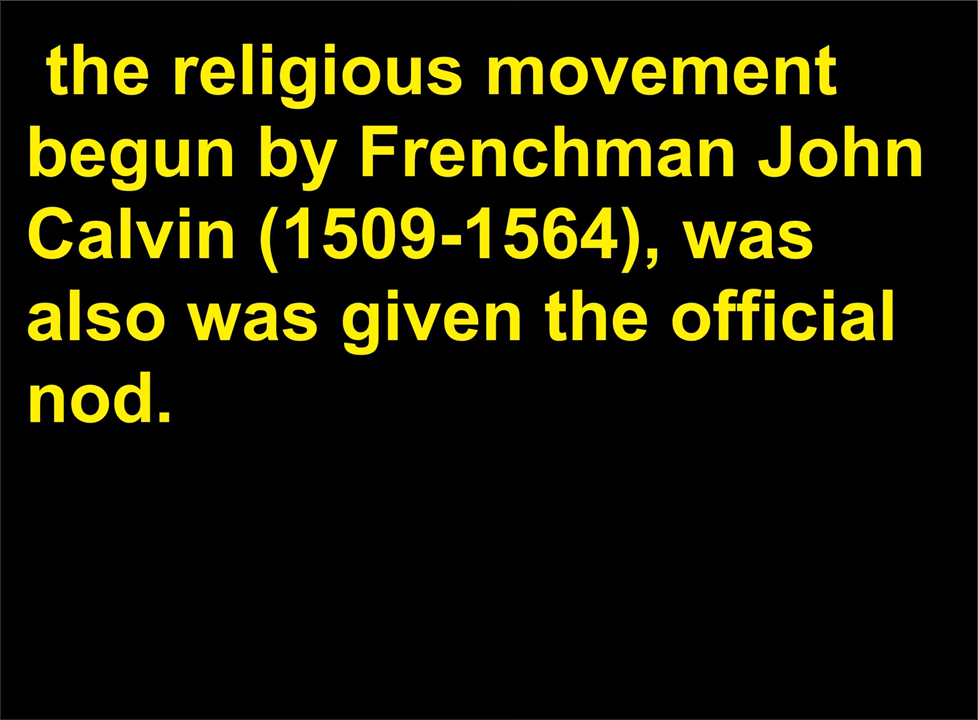 the religious movement
begun by Frenchman John
Calvin (1509-1564), was
also was given the official
nod.